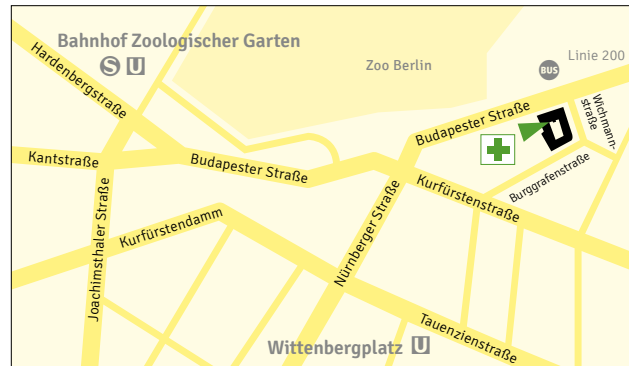 Bahnhof Zoologischer Garten
S U
Hardenbergstraße
Zoo Berlin
BUS
Linie 200
Budapester Straße
Wichmann-
straße
Kantstraße
Budapester Straße
Burggrafenstraße
Kurfürstenstraße
Joachimsthaler Straße
Kurfürstendamm
Nürnberger Straße
Tauenzienstraße
Wittenbergplatz U